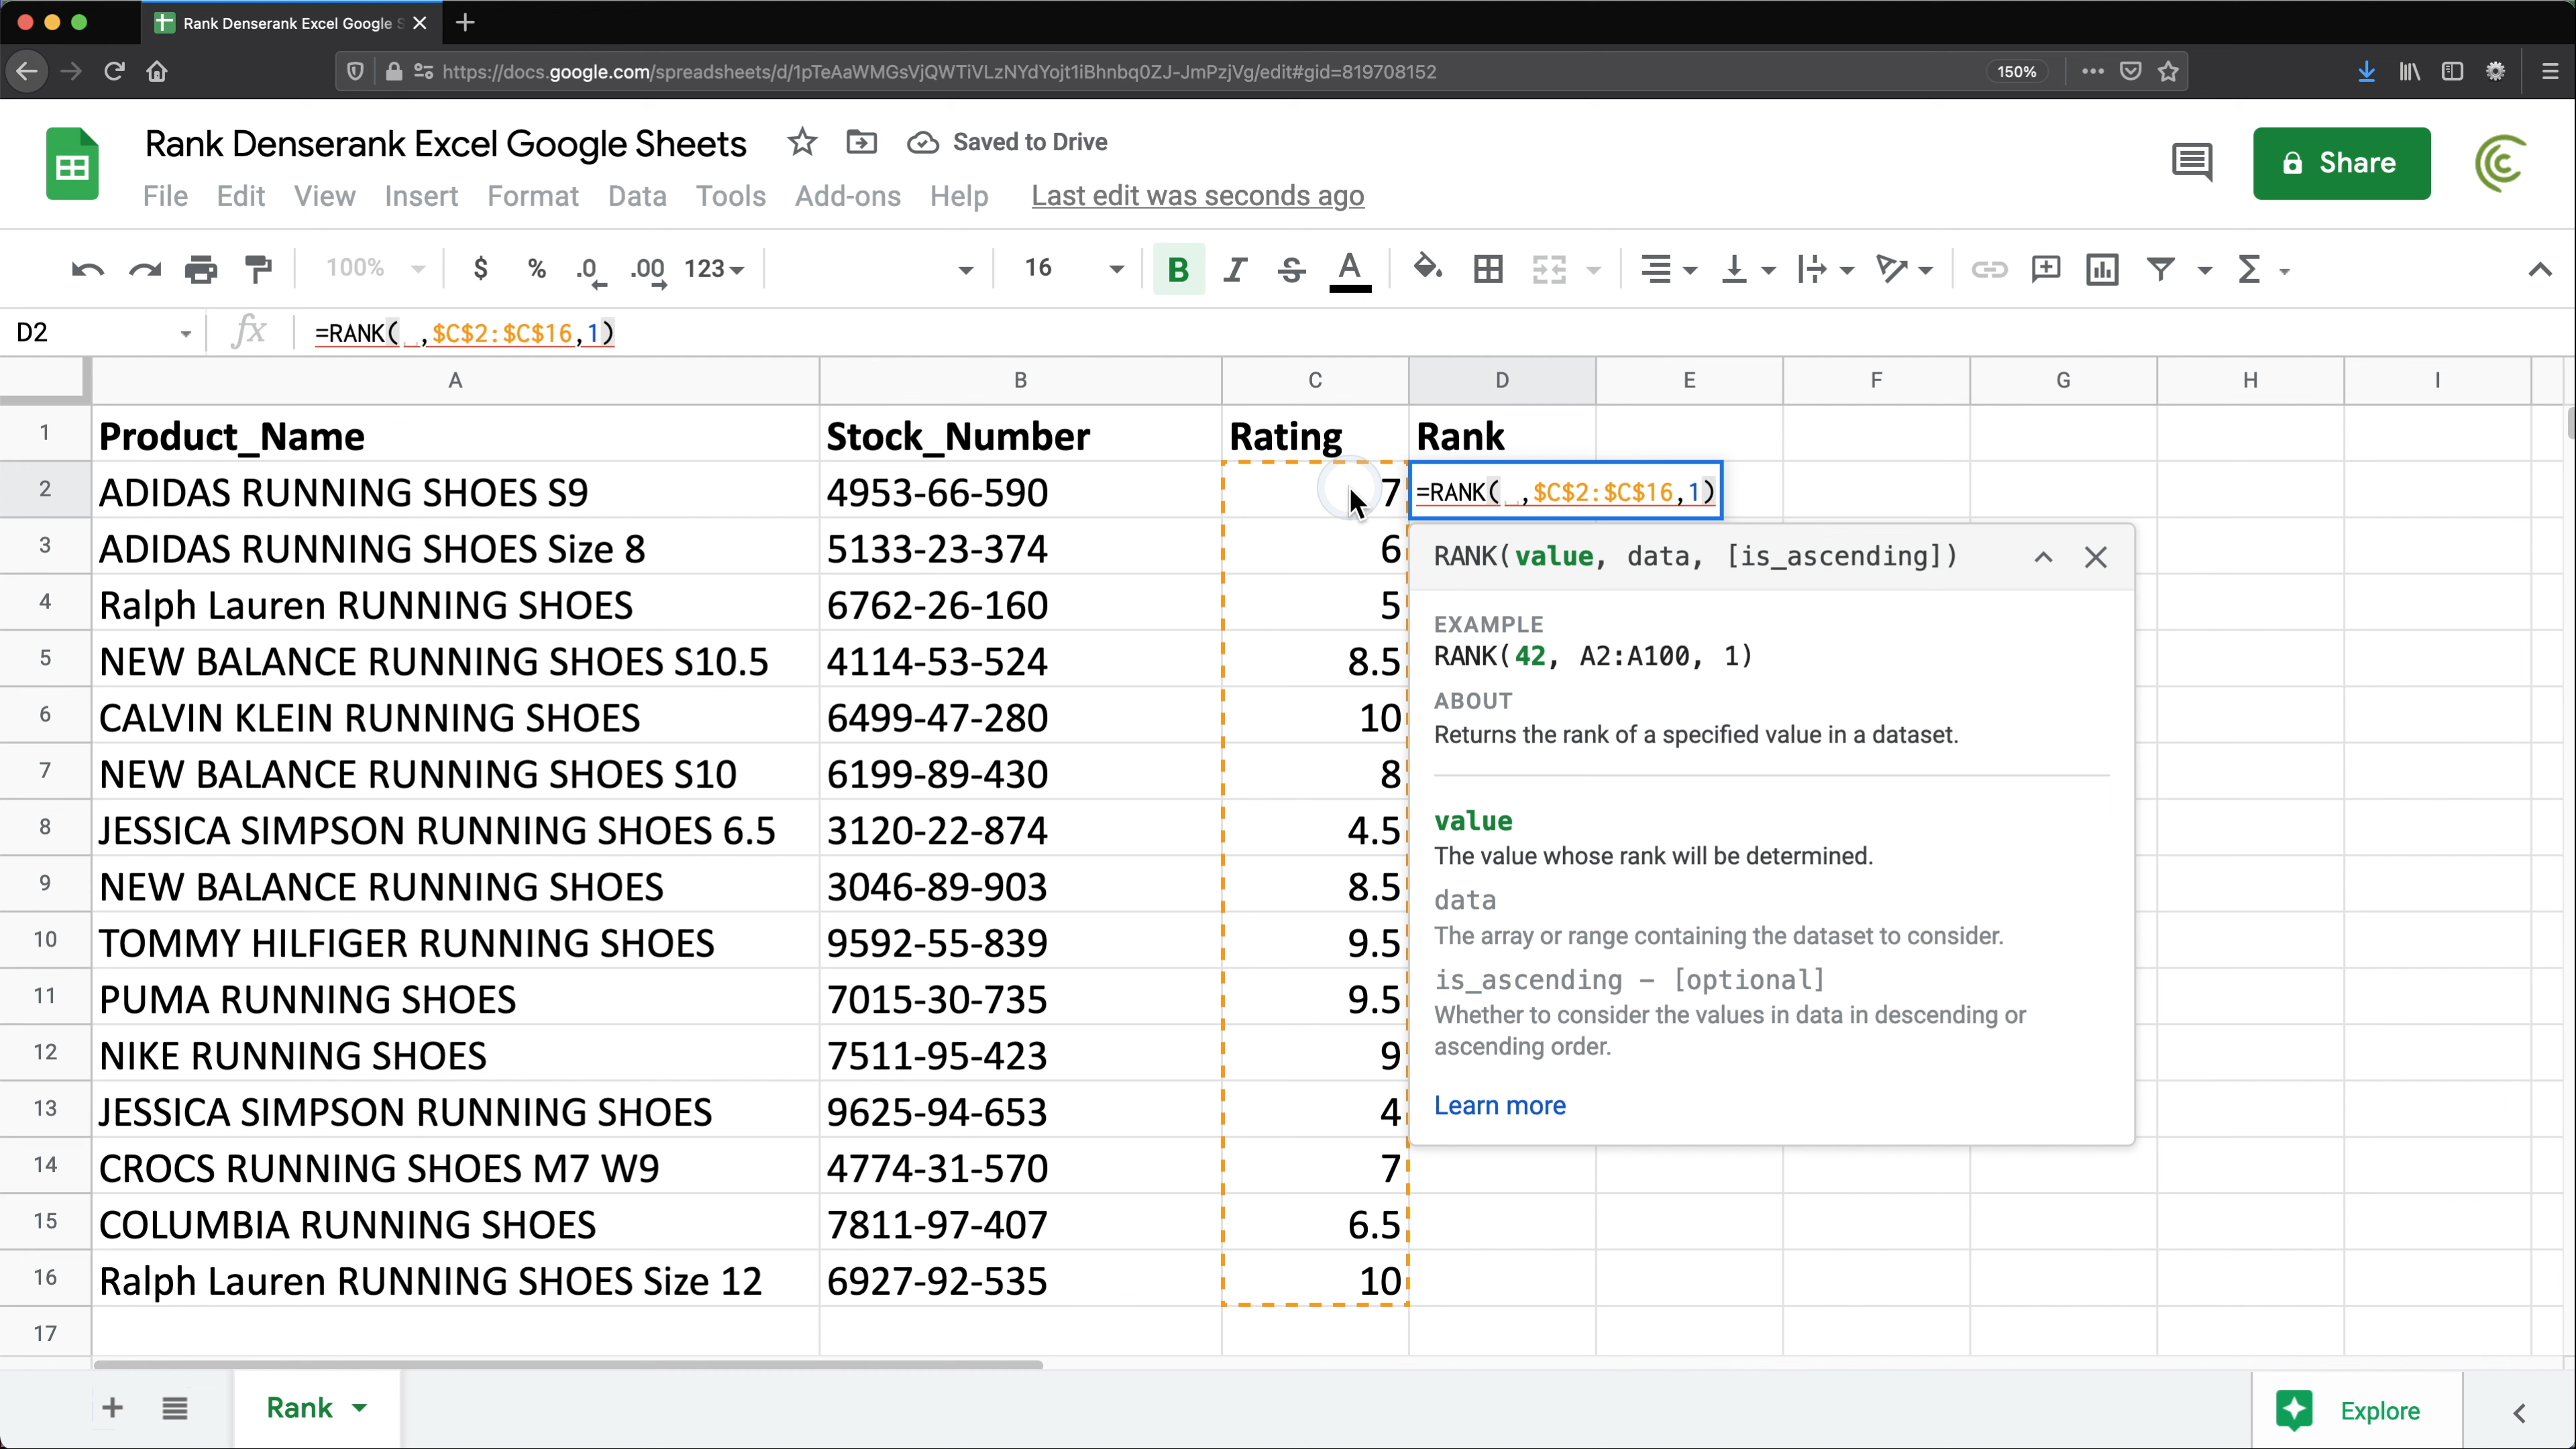 Rank Denserank Excel Google S
https://docs.google.com/spreadsheets/d/1pTeAaWMGsVjQWTiVLzNYdYojt1iBhnbq0ZJ-JmPzjVg/edit#gid=819708152 150%
Rank Denserank Excel Google Sheets Saved to Drive
Share
File Edit View Insert Format Data Tools Add-ons Help Last edit was seconds ago
100% $ % .0 .00 123 16 B I S A Σ
D2 fx =RANK( ,$C$2:$C$16,1)
A B C D E F G H I
1 Product_Name Stock_Number Rating Rank
2 ADIDAS RUNNING SHOES S9 4953-66-590 7 =RANK( ,$C$2:$C$16,1)
3 ADIDAS RUNNING SHOES Size 8 5133-23-374 6
4 Ralph Lauren RUNNING SHOES 6762-26-160 5
5 NEW BALANCE RUNNING SHOES S10.5 4114-53-524 8.5
6 CALVIN KLEIN RUNNING SHOES 6499-47-280 10
7 NEW BALANCE RUNNING SHOES S10 6199-89-430 8
8 JESSICA SIMPSON RUNNING SHOES 6.5 3120-22-874 4.5
9 NEW BALANCE RUNNING SHOES 3046-89-903 8.5
10 TOMMY HILFIGER RUNNING SHOES 9592-55-839 9.5
11 PUMA RUNNING SHOES 7015-30-735 9.5
12 NIKE RUNNING SHOES 7511-95-423 9
13 JESSICA SIMPSON RUNNING SHOES 9625-94-653 4
14 CROCS RUNNING SHOES M7 W9 4774-31-570 7
15 COLUMBIA RUNNING SHOES 7811-97-407 6.5
16 Ralph Lauren RUNNING SHOES Size 12 6927-92-535 10
17
RANK(value, data, [is_ascending])
EXAMPLE
RANK(42, A2:A100, 1)
ABOUT
Returns the rank of a specified value in a dataset.
value
The value whose rank will be determined.
data
The array or range containing the dataset to consider.
is_ascending - [optional]
Whether to consider the values in data in descending or
ascending order.
Learn more
Rank
Explore